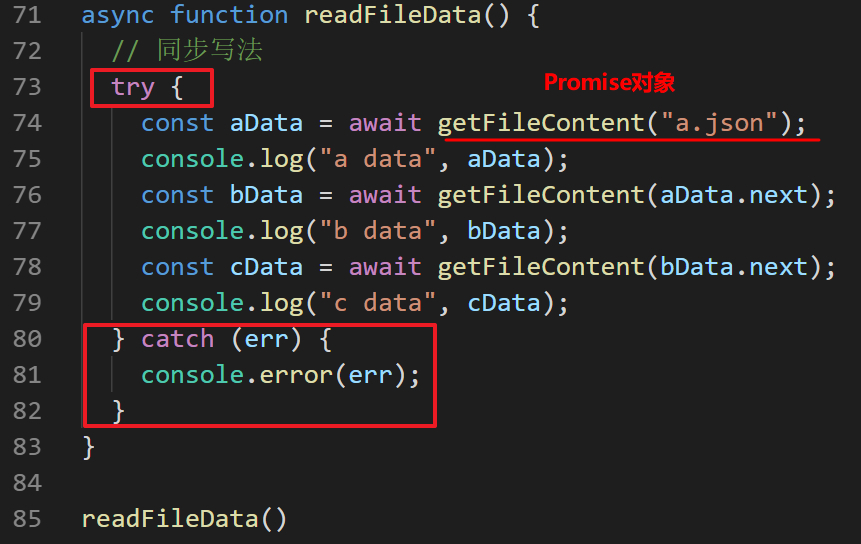 71 async function readFileData() {
72 // 同步写法
73 try {
Promise对象
74 const aData = await getFileContent("a.json");
75 console.log("a data", aData);
76 const bData = await getFileContent(aData.next);
77 console.log("b data", bData);
78 const cData = await getFileContent(bData.next);
79 console.log("c data", cData);
80 } catch (err) {
81 console.error(err);
82 }
83 }
84
85 readFileData()